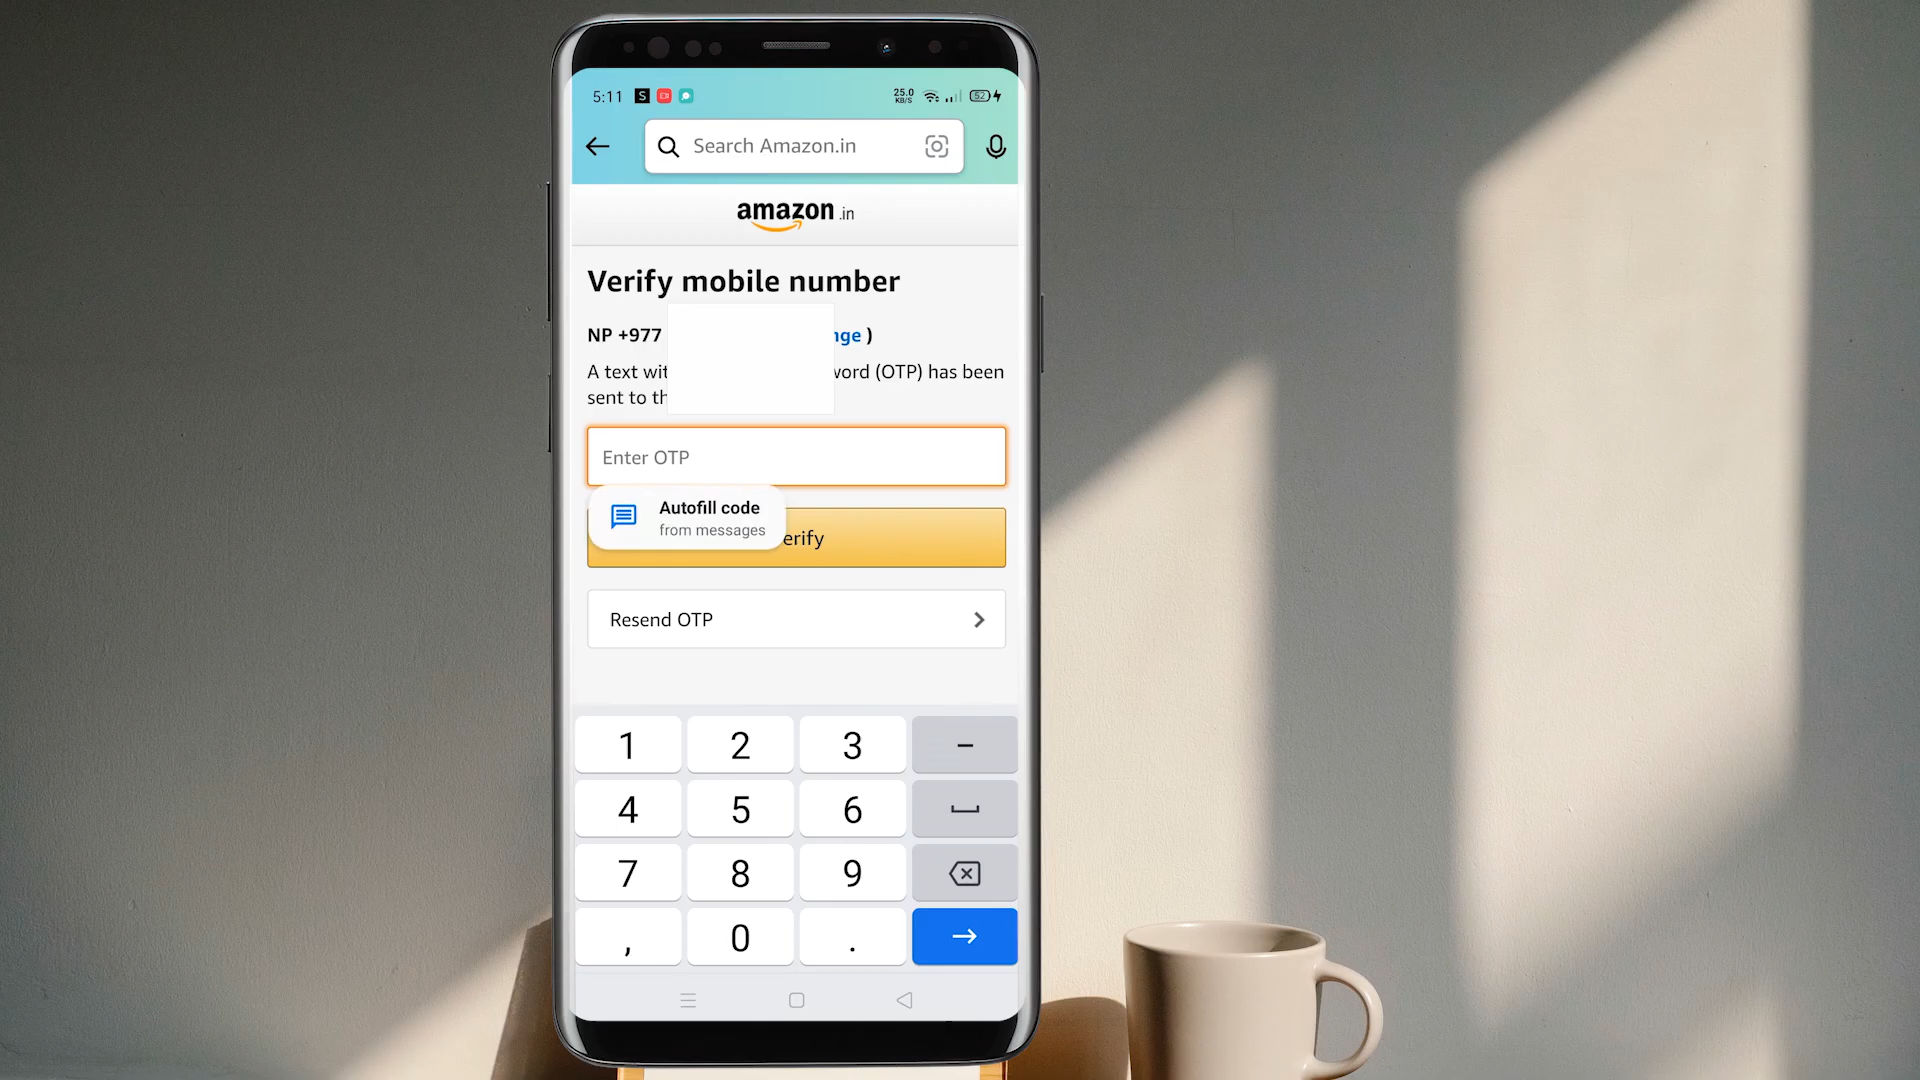 5:11 S 25.0 KB/S 52
Search Amazon.in
amazon.in
Verify mobile number
NP +977 nge )
A text wit word (OTP) has been
sent to th
Enter OTP
Autofill code
from messages
erify
Resend OTP
1 2 3 -
4 5 6
7 8 9
, 0 .